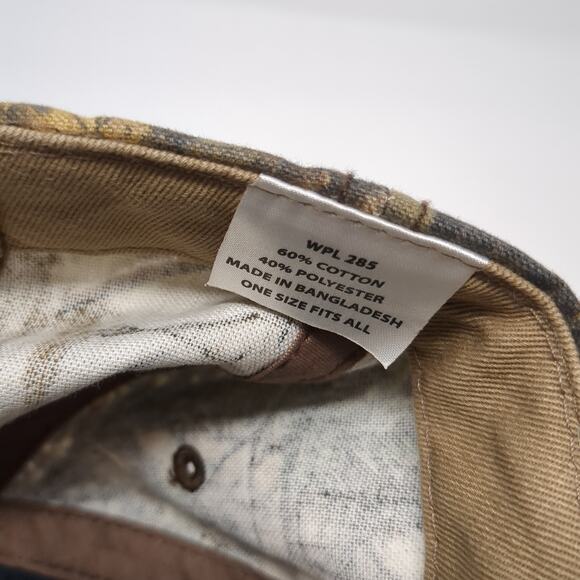 WPL 285
60% COTTON
40% POLYESTER
MADE IN BANGLADESH
ONE SIZE FITS ALL